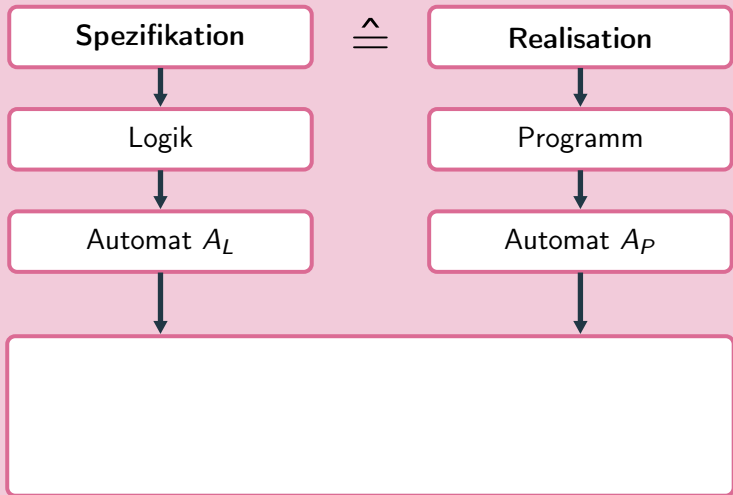 Spezifikation ≙ Realisation
Logik Programm
Automat A_L Automat A_P